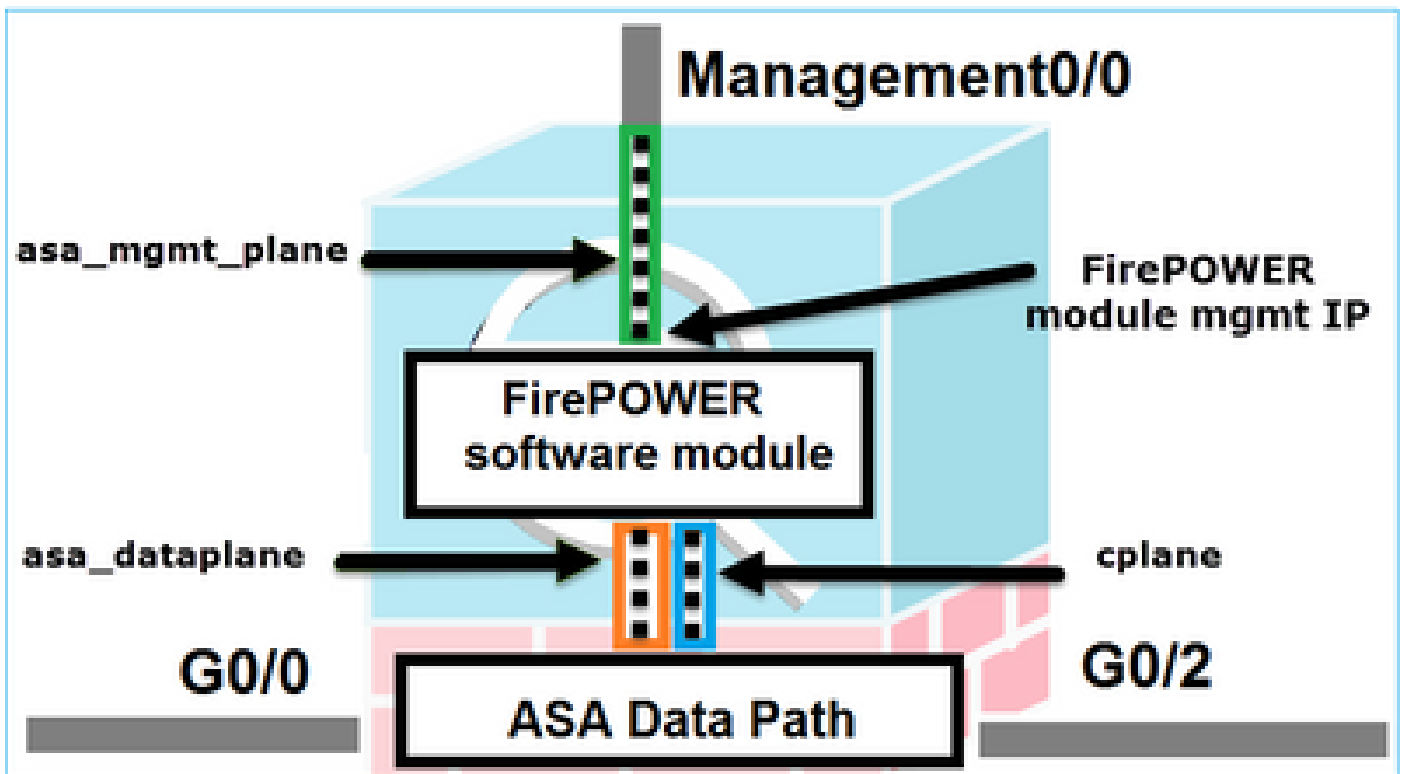 Management0/0
asa_mgmt_plane
FirePOWER
module mgmt IP
FirePOWER
software module
asa_dataplane
cplane
G0/0
G0/2
ASA Data Path